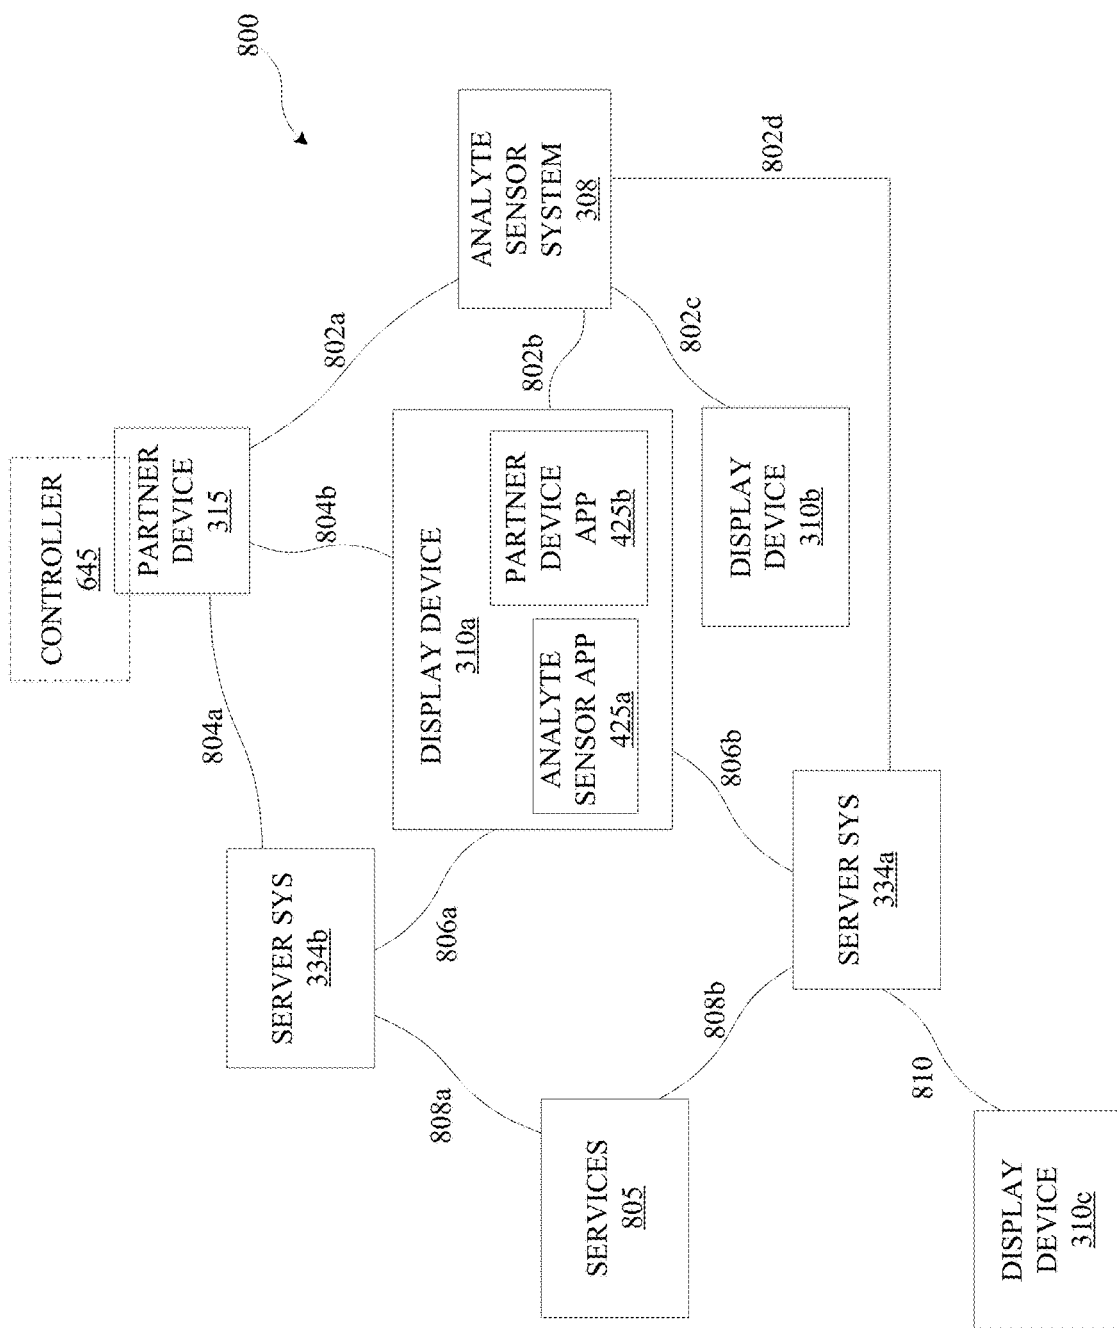 800
CONTROLLER
645
PARTNER
DEVICE
315
ANALYTE
SENSOR
SYSTEM
308
802a
802b
802c
802d
804a
804b
DISPLAY DEVICE
310a
ANALYTE
SENSOR APP
425a
PARTNER
DEVICE
APP
425b
DISPLAY
DEVICE
310b
SERVER SYS
334b
806a
806b
SERVER SYS
334a
808a
808b
SERVICES
805
810
DISPLAY
DEVICE
310c